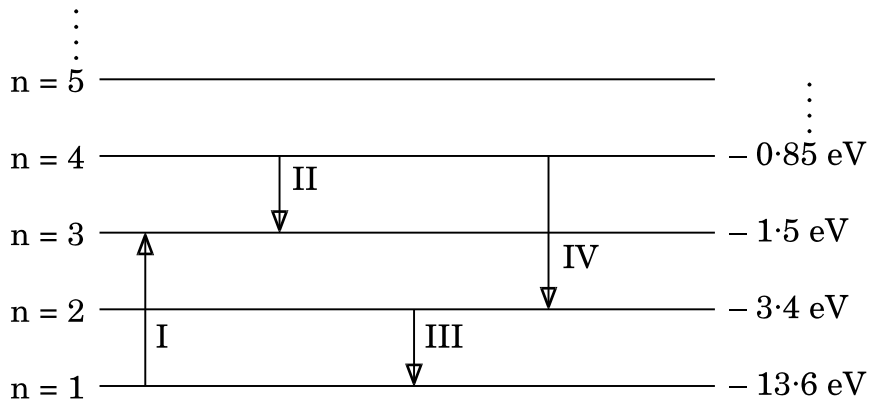 n = 5
n = 4
– 0·85 eV
II
n = 3
– 1·5 eV
IV
n = 2
– 3·4 eV
I
III
n = 1
– 13·6 eV